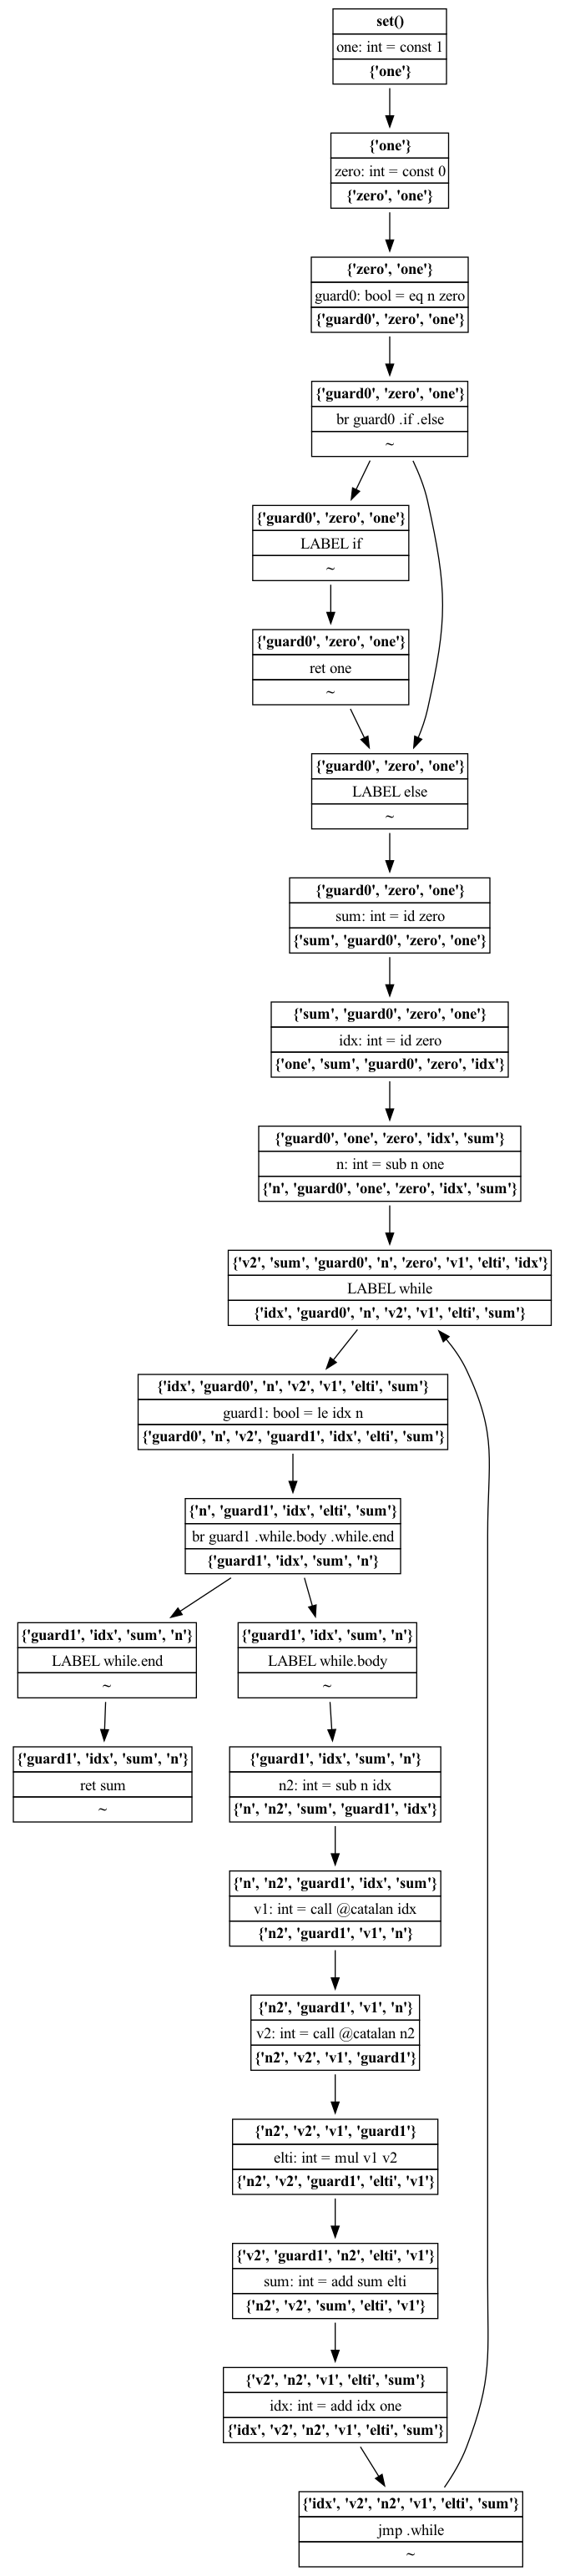 set()
one: int = const 1
{'one'}
{'one'}
zero: int = const 0
{'zero', 'one'}
{'zero', 'one'}
guard0: bool = eq n zero
{'guard0', 'zero', 'one'}
{'guard0', 'zero', 'one'}
br guard0 .if .else
~
{'guard0', 'zero', 'one'}
LABEL if
~
{'guard0', 'zero', 'one'}
ret one
~
{'guard0', 'zero', 'one'}
LABEL else
~
{'guard0', 'zero', 'one'}
sum: int = id zero
{'sum', 'guard0', 'zero', 'one'}
{'sum', 'guard0', 'zero', 'one'}
idx: int = id zero
{'one', 'sum', 'guard0', 'zero', 'idx'}
{'guard0', 'one', 'zero', 'idx', 'sum'}
n: int = sub n one
{'n', 'guard0', 'one', 'zero', 'idx', 'sum'}
{'v2', 'sum', 'guard0', 'n', 'zero', 'v1', 'elti', 'idx'}
LABEL while
{'idx', 'guard0', 'n', 'v2', 'v1', 'elti', 'sum'}
{'idx', 'guard0', 'n', 'v2', 'v1', 'elti', 'sum'}
guard1: bool = le idx n
{'guard0', 'n', 'v2', 'guard1', 'idx', 'elti', 'sum'}
{'n', 'guard1', 'idx', 'elti', 'sum'}
br guard1 .while.body .while.end
{'guard1', 'idx', 'sum', 'n'}
{'guard1', 'idx', 'sum', 'n'}
LABEL while.end
~
{'guard1', 'idx', 'sum', 'n'}
LABEL while.body
~
{'guard1', 'idx', 'sum', 'n'}
ret sum
~
{'guard1', 'idx', 'sum', 'n'}
n2: int = sub n idx
{'n', 'n2', 'sum', 'guard1', 'idx'}
{'n', 'n2', 'guard1', 'idx', 'sum'}
v1: int = call @catalan idx
{'n2', 'guard1', 'v1', 'n'}
{'n2', 'guard1', 'v1', 'n'}
v2: int = call @catalan n2
{'n2', 'v2', 'v1', 'guard1'}
{'n2', 'v2', 'v1', 'guard1'}
elti: int = mul v1 v2
{'n2', 'v2', 'guard1', 'elti', 'v1'}
{'v2', 'guard1', 'n2', 'elti', 'v1'}
sum: int = add sum elti
{'n2', 'v2', 'sum', 'elti', 'v1'}
{'v2', 'n2', 'v1', 'elti', 'sum'}
idx: int = add idx one
{'idx', 'v2', 'n2', 'v1', 'elti', 'sum'}
{'idx', 'v2', 'n2', 'v1', 'elti', 'sum'}
jmp .while
~